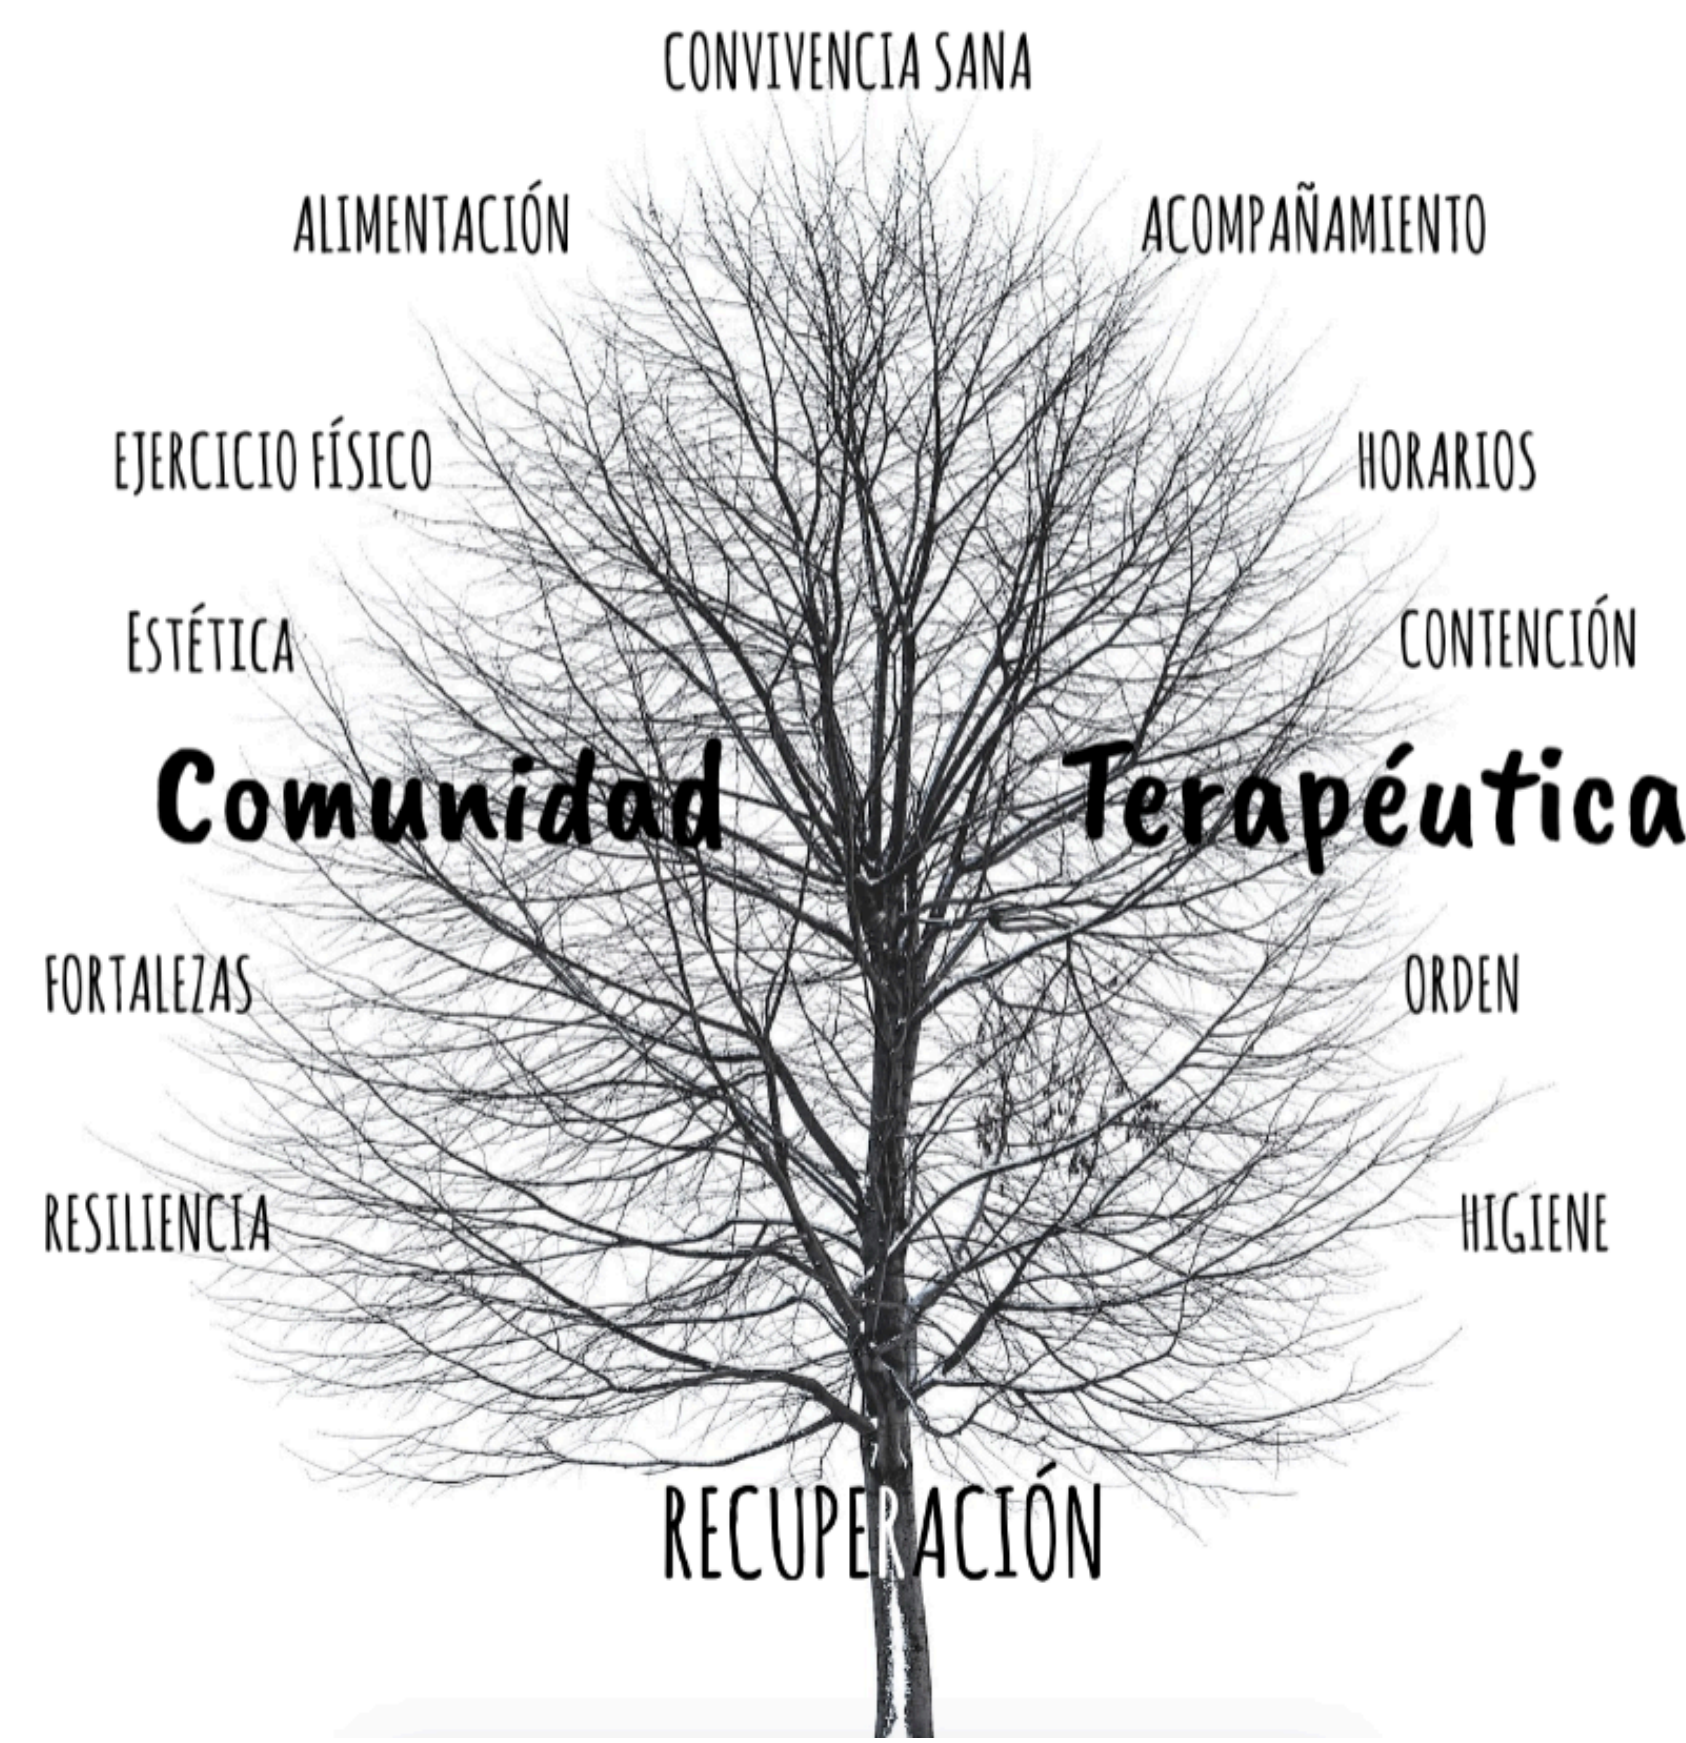 CONVIVENCIA SANA
ALIMENTACIÓN
ACOMPAÑAMIENTO
EJERCICIO FÍSICO
HORARIOS
ESTÉTICA
CONTENCIÓN
Comunidad Terapéutica
FORTALEZAS
ORDEN
RESILIENCIA
HIGIENE
RECUPERACIÓN